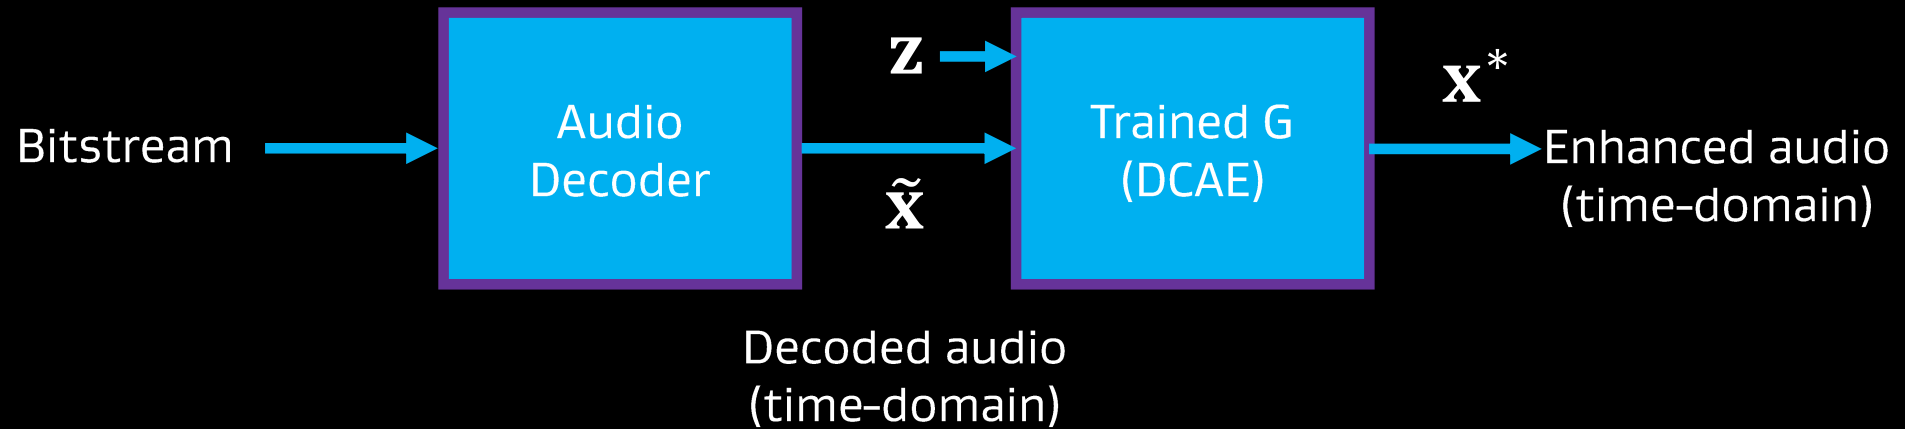 Bitstream
Audio
Decoder
z
x̃
Trained G
(DCAE)
x*
Enhanced audio
(time-domain)
Decoded audio
(time-domain)